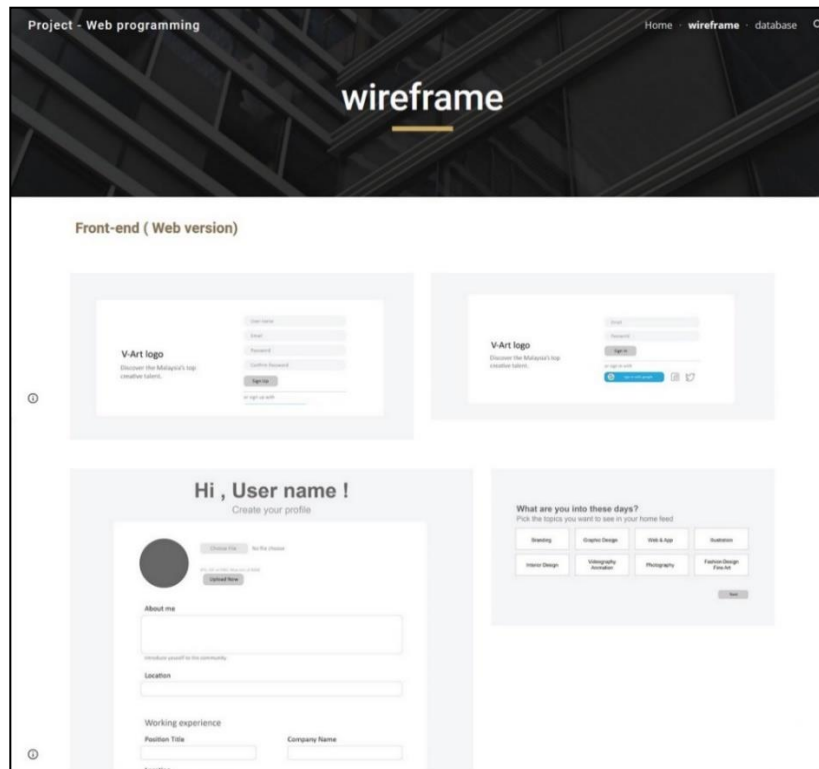 Project - Web programming
Home · wireframe · database
wireframe
Front-end ( Web version)
User name
Email
Password
Confirm Password
Sign Up
or sign up with
V-Art logo
Discover the Malaysia's top
creative talent.
Email
Password
Sign In
or sign in with
V-Art logo
Discover the Malaysia's top
creative talent.
Hi , User name !
Create your profile
Choose File
No file choose
Upload Now
About me
Introduce yourself to the community.
Location
Working experience
Position Title
Company Name
What are you into these days?
Pick the topics you want to see in your home feed
Branding
Graphic Design
Web & App
Illustration
Interior Design
Videography
Animation
Photography
Fashion Design
Fine Art
Next